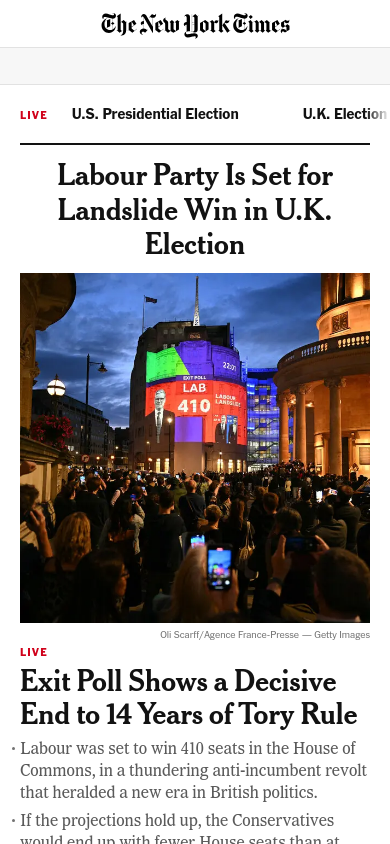 The New York Times
LIVE U.S. Presidential Election U.K. Election
Labour Party Is Set for
Landslide Win in U.K.
Election
22:01
EXIT POLL
LAB
410
LABOUR
LANDSLIDE
Oli Scarff/Agence France-Presse — Getty Images
LIVE
Exit Poll Shows a Decisive
End to 14 Years of Tory Rule
• Labour was set to win 410 seats in the House of
Commons, in a thundering anti-incumbent revolt
that heralded a new era in British politics.
• If the projections hold up, the Conservatives
would end up with fewer House seats than at